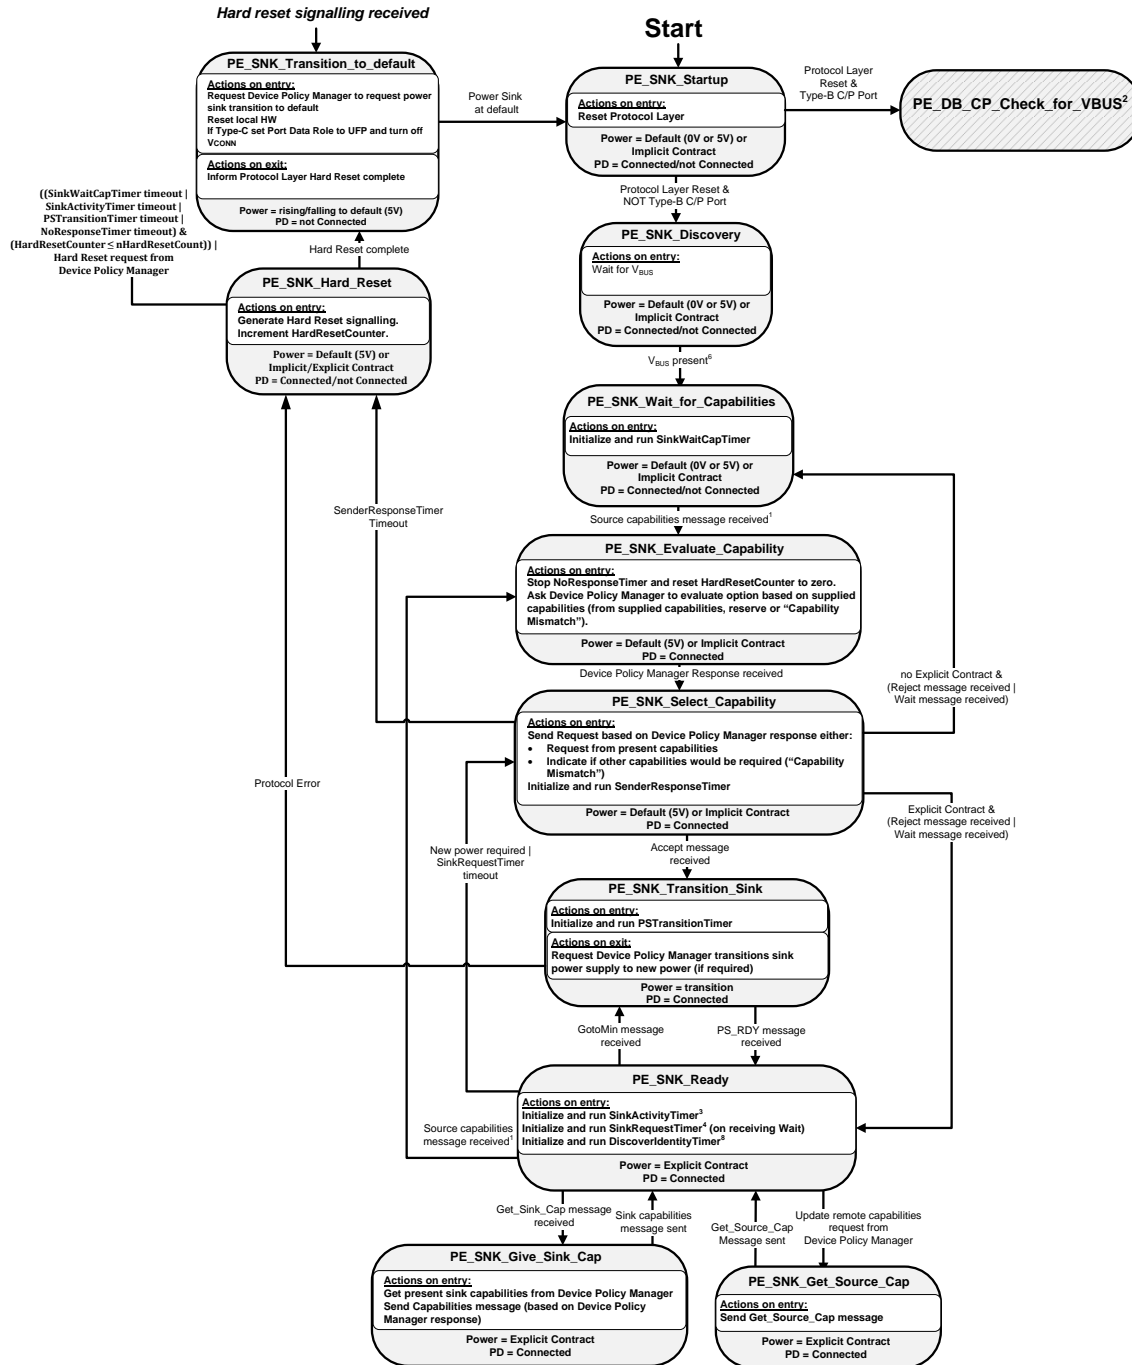 Hard reset signalling received
Start
PE_SNK_Transition_to_default
Actions on entry:
Request Device Policy Manager to request power
sink transition to default
Reset local HW
If Type-C set Port Data Role to UFP and turn off
VCONN
Actions on exit:
Inform Protocol Layer Hard Reset complete
Power = rising/falling to default (5V)
PD = not Connected
Power Sink
at default
PE_SNK_Startup
Actions on entry:
Reset Protocol Layer
Power = Default (0V or 5V) or
Implicit Contract
PD = Connected/not Connected
Protocol Layer
Reset &
Type-B C/P Port
PE_DB_CP_Check_for_VBUS²
((SinkWaitCapTimer timeout |
SinkActivityTimer timeout |
PSTransitionTimer timeout |
NoResponseTimer timeout) &
(HardResetCounter ≤ nHardResetCount)) |
Hard Reset request from
Device Policy Manager
Hard Reset complete
Protocol Layer Reset &
NOT Type-B C/P Port
PE_SNK_Discovery
Actions on entry:
Wait for VBUS
Power = Default (0V or 5V) or
Implicit Contract
PD = Connected/not Connected
PE_SNK_Hard_Reset
Actions on entry:
Generate Hard Reset signalling.
Increment HardResetCounter.
Power = Default (5V) or
Implicit/Explicit Contract
PD = Connected/not Connected
VBUS present⁶
PE_SNK_Wait_for_Capabilities
Actions on entry:
Initialize and run SinkWaitCapTimer
Power = Default (0V or 5V) or
Implicit Contract
PD = Connected/not Connected
SenderResponseTimer
Timeout
Source capabilities message received¹
PE_SNK_Evaluate_Capability
Actions on entry:
Stop NoResponseTimer and reset HardResetCounter to zero.
Ask Device Policy Manager to evaluate option based on supplied
capabilities (from supplied capabilities, reserve or “Capability
Mismatch”).
Power = Default (5V) or Implicit Contract
PD = Connected
Device Policy Manager Response received
no Explicit Contract &
(Reject message received |
Wait message received)
PE_SNK_Select_Capability
Actions on entry:
Send Request based on Device Policy Manager response either:
• Request from present capabilities
• Indicate if other capabilities would be required (“Capability
Mismatch”)
Initialize and run SenderResponseTimer
Power = Default (5V) or Implicit Contract
PD = Connected
Protocol Error
Explicit Contract &
(Reject message received |
Wait message received)
New power required |
SinkRequestTimer
timeout
Accept message
received
PE_SNK_Transition_Sink
Actions on entry:
Initialize and run PSTransitionTimer
Actions on exit:
Request Device Policy Manager transitions sink
power supply to new power (if required)
Power = transition
PD = Connected
GotoMin message
received
PS_RDY message
received
PE_SNK_Ready
Actions on entry:
Initialize and run SinkActivityTimer³
Initialize and run SinkRequestTimer⁴ (on receiving Wait)
Initialize and run DiscoverIdentityTimer⁸
Power = Explicit Contract
PD = Connected
Source capabilities
message received¹
Get_Sink_Cap message
received
Sink capabilities
message sent
Get_Source_Cap
Message sent
Update remote capabilities
request from
Device Policy Manager
PE_SNK_Give_Sink_Cap
Actions on entry:
Get present sink capabilities from Device Policy Manager
Send Capabilities message (based on Device Policy
Manager response)
Power = Explicit Contract
PD = Connected
PE_SNK_Get_Source_Cap
Actions on entry:
Send Get_Source_Cap message
Power = Explicit Contract
PD = Connected